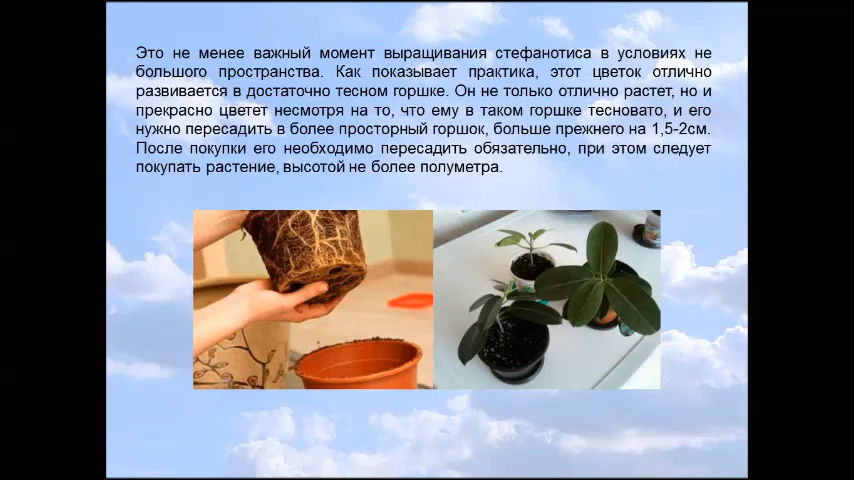 Это не менее важный момент выращивания стефанотиса в условиях не
большого пространства. Как показывает практика, этот цветок отлично
развивается в достаточно тесном горшке. Он не только отлично растет, но и
прекрасно цветет несмотря на то, что ему в таком горшке тесновато, и его
нужно пересадить в более просторный горшок, больше прежнего на 1,5-2см.
После покупки его необходимо пересадить обязательно, при этом следует
покупать растение, высотой не более полуметра.